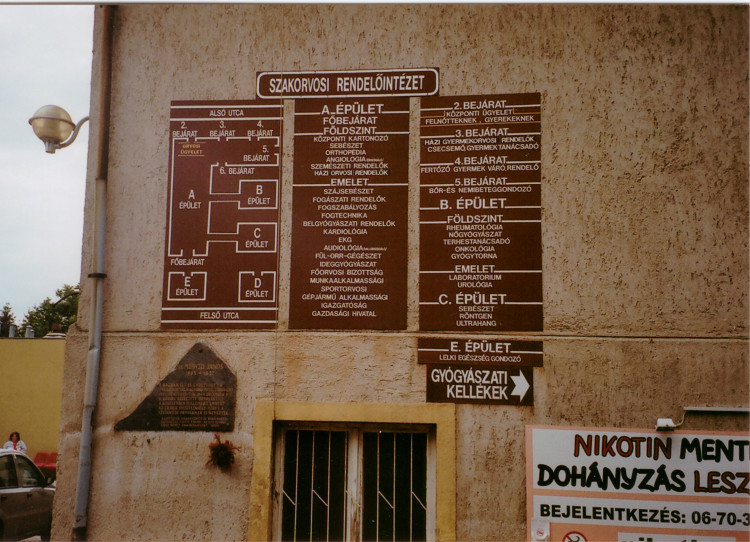 SZAKORVOSI RENDELŐINTÉZET
ALSÓ UTCA
2. BEJÁRAT
3. BEJÁRAT
4. BEJÁRAT
ORVOSI ÜGYELET
5. BEJÁRAT
6. BEJÁRAT
A ÉPÜLET
B ÉPÜLET
C ÉPÜLET
FŐBEJÁRAT
E ÉPÜLET
D ÉPÜLET
FELSŐ UTCA
A. ÉPÜLET
FŐBEJÁRAT
FÖLDSZINT
KÖZPONTI KARTONOZÓ
SEBÉSZET
ORTHOPÉDIA
ANGIOLOGIA
SZEMÉSZETI RENDELŐK
HÁZI ORVOSI RENDELŐK
EMELET
SZÁJSEBÉSZET
FOGÁSZATI RENDELŐK
FOGSZABÁLYOZÁS
FOGTECHNIKA
BELGYÓGYÁSZATI RENDELŐK
KARDIOLÓGIA
EKG
AUDIOLÓGIA
FÜL-ORR-GÉGÉSZET
IDEGGYÓGYÁSZAT
FŐORVOSI BIZOTTSÁG
MUNKAALKALMASSÁGI
SPORTORVOSI
GÉPJÁRMŰ ALKALMASSÁGI
IGAZGATÓSÁG
GAZDASÁGI HIVATAL
2. BEJÁRAT
KÖZPONTI ÜGYELET
FELNŐTTEKNEK, GYEREKEKNEK
3. BEJÁRAT
HÁZI GYERMEKORVOSI RENDELŐK
CSECSEMŐ, GYERMEKTANÁCSADÓ
4. BEJÁRAT
FERTŐZŐ GYERMEK VÁRÓ, RENDELŐ
5. BEJÁRAT
BŐR-ÉS NEMIBETEGGONDOZÓ
B. ÉPÜLET
FÖLDSZINT
RHEUMATOLÓGIA
NŐGYÓGYÁSZAT
TERHESTANÁCSADÓ
ONKOLÓGIA
GYÓGYTORNA
EMELET
LABORATORIUM
UROLÓGIA
C. ÉPÜLET
SEBÉSZET
RÖNTGEN
ULTRAHANG
E. ÉPÜLET
LELKI EGÉSZSÉG GONDOZÓ
GYÓGYÁSZATI
KELLÉKEK
NIKOTIN MENT
DOHÁNYZÁS LESZ
BEJELENTKEZÉS: 06-70-3